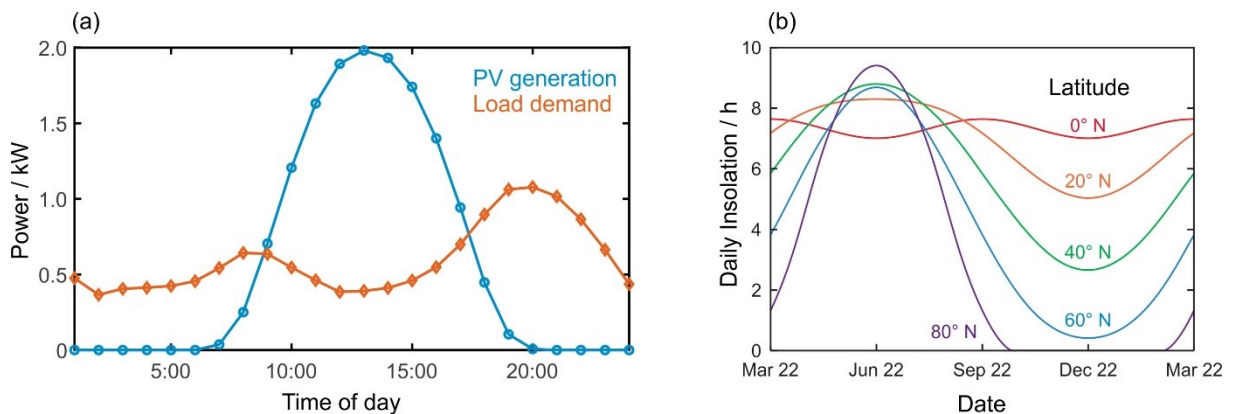 (a)
2.0
1.5
1.0
0.5
0
Power / kW
PV generation
Load demand
5:00
10:00
15:00
20:00
Time of day
(b)
10
8
6
4
2
0
Daily Insolation / h
Latitude
0° N
20° N
40° N
60° N
80° N
Mar 22
Jun 22
Sep 22
Dec 22
Mar 22
Date